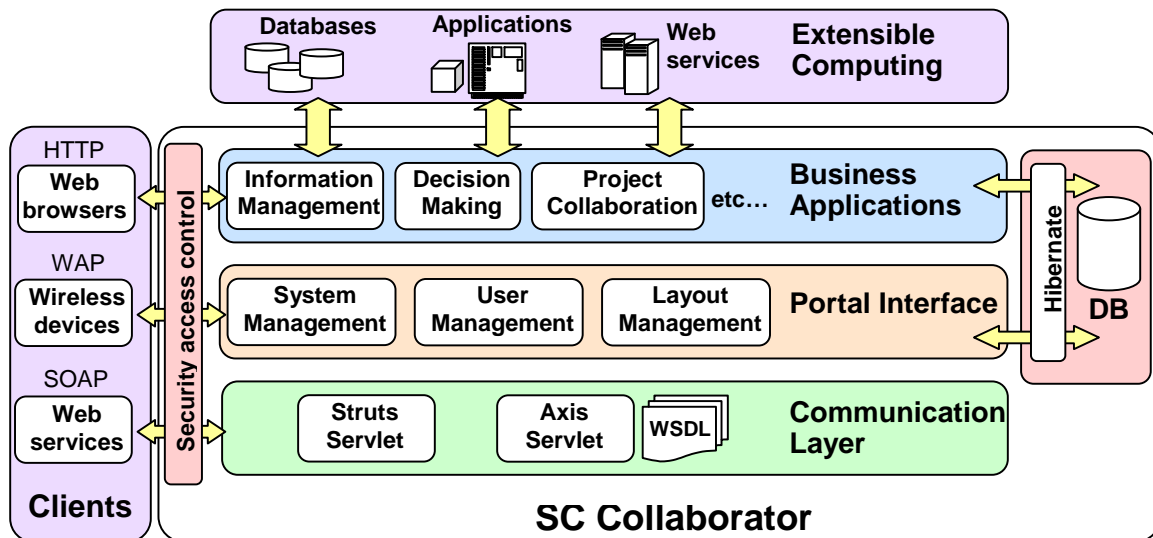 Databases
Applications
Web
services
Extensible
Computing
HTTP
Web
browsers
WAP
Wireless
devices
SOAP
Web
services
Clients
Security access control
Information
Management
Decision
Making
Project
Collaboration
etc…
Business
Applications
System
Management
User
Management
Layout
Management
Portal Interface
Struts
Servlet
Axis
Servlet
WSDL
Communication
Layer
Hibernate
DB
SC Collaborator